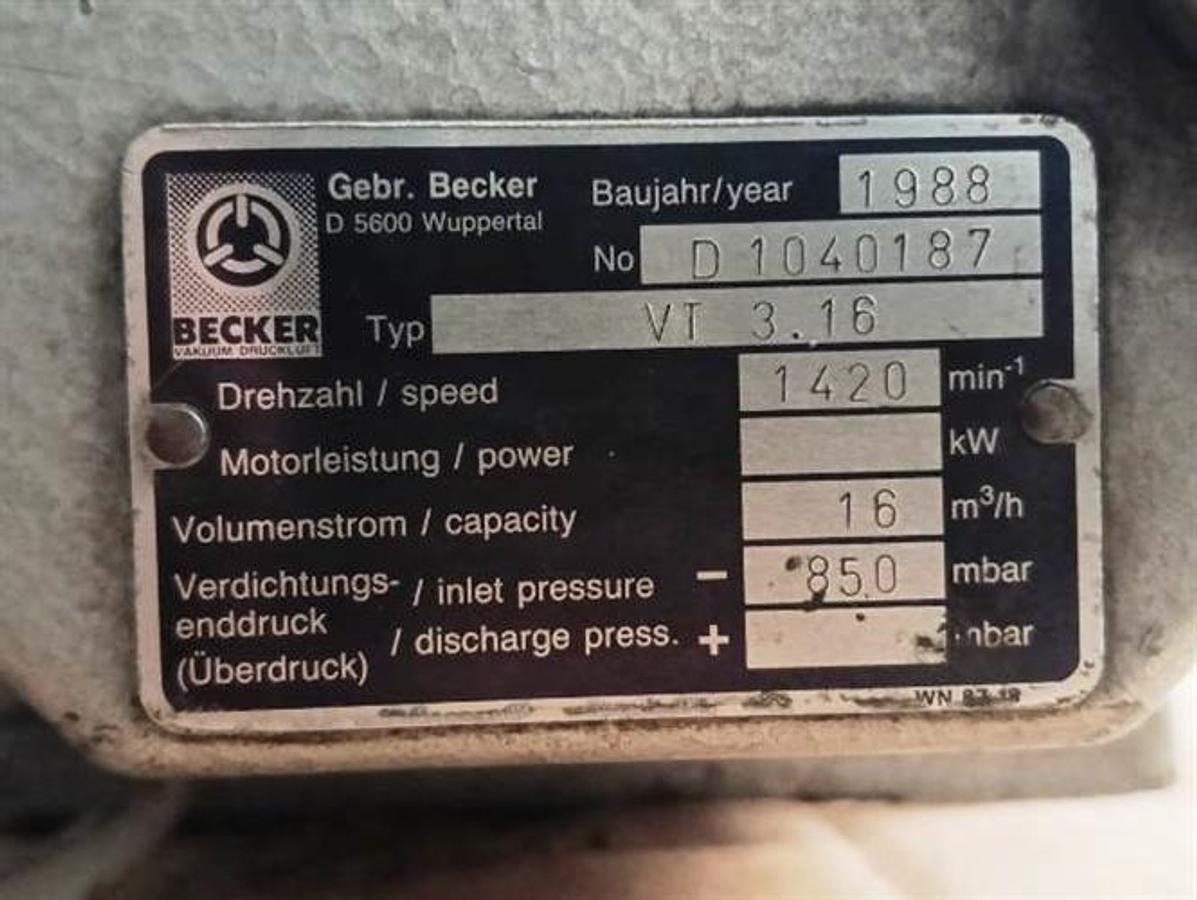 Gebr. Becker
D 5600 Wuppertal
BECKER
VAKUUM DRUCKLUFT
Baujahr/year 1988
No D 1040187
Typ VT 3.16
Drehzahl / speed 1420 min-1
Motorleistung / power kW
Volumenstrom / capacity 16 m³/h
Verdichtungs- / inlet pressure − 850 mbar
enddruck / discharge press. + mbar
(Überdruck)
WN